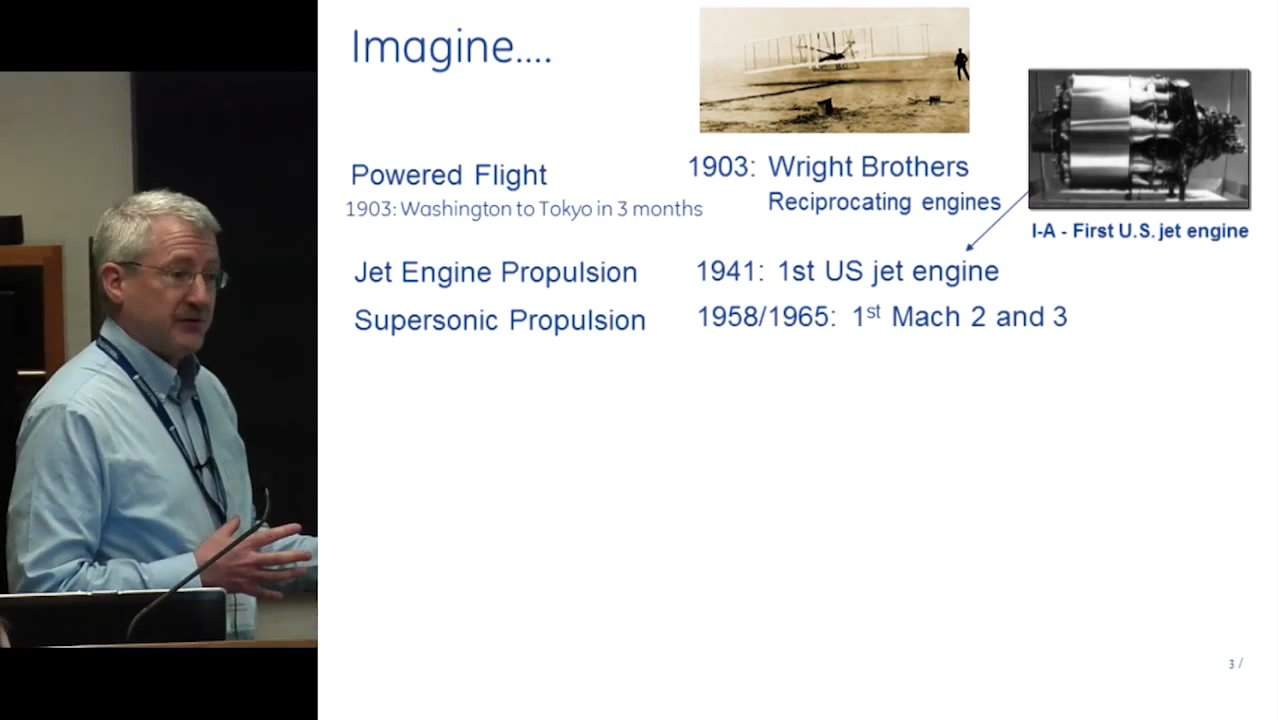 Imagine....
Powered Flight
1903: Washington to Tokyo in 3 months
1903: Wright Brothers
Reciprocating engines
I-A - First U.S. jet engine
Jet Engine Propulsion
1941: 1st US jet engine
Supersonic Propulsion
1958/1965: 1st Mach 2 and 3
3 /